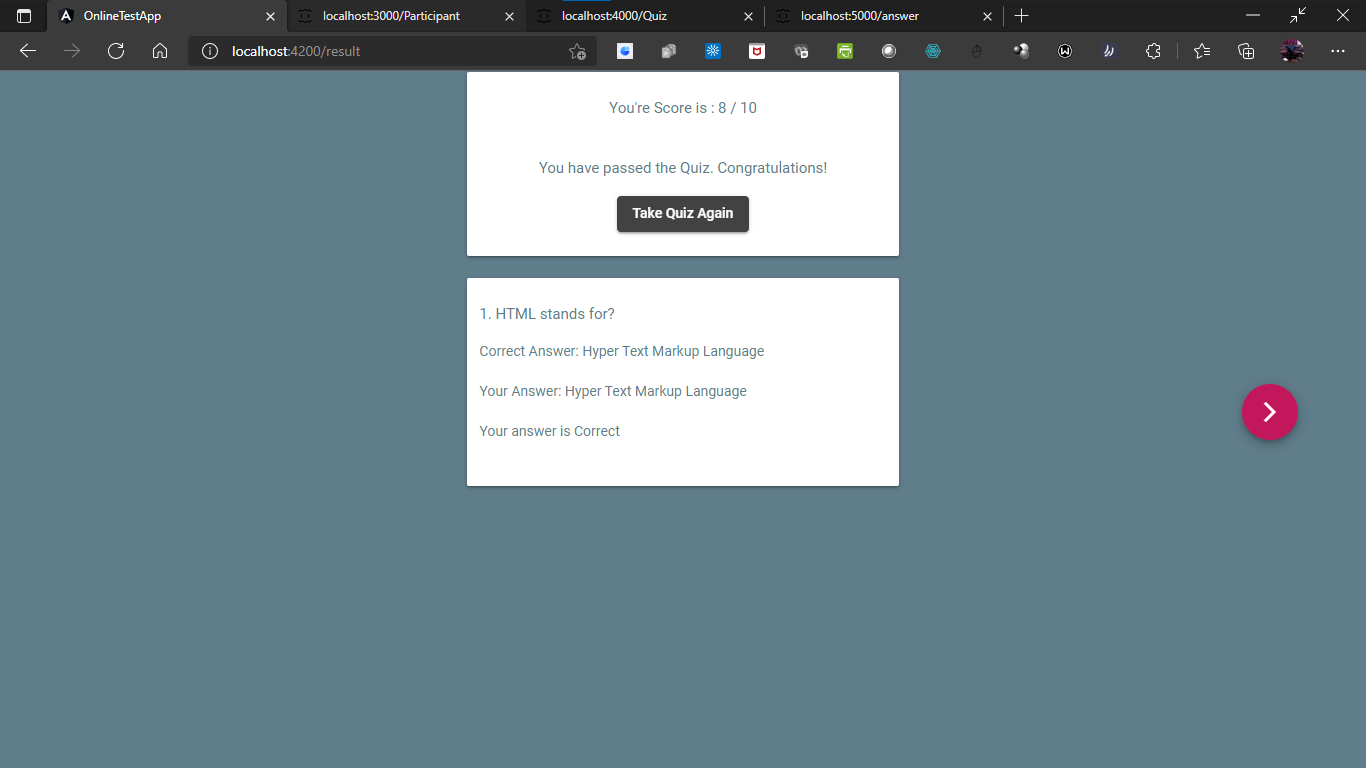 OnlineTestApp
localhost:3000/Participant
localhost:4000/Quiz
localhost:5000/answer
localhost:4200/result
You're Score is : 8 / 10
You have passed the Quiz. Congratulations!
Take Quiz Again
1. HTML stands for?
Correct Answer: Hyper Text Markup Language
Your Answer: Hyper Text Markup Language
Your answer is Correct